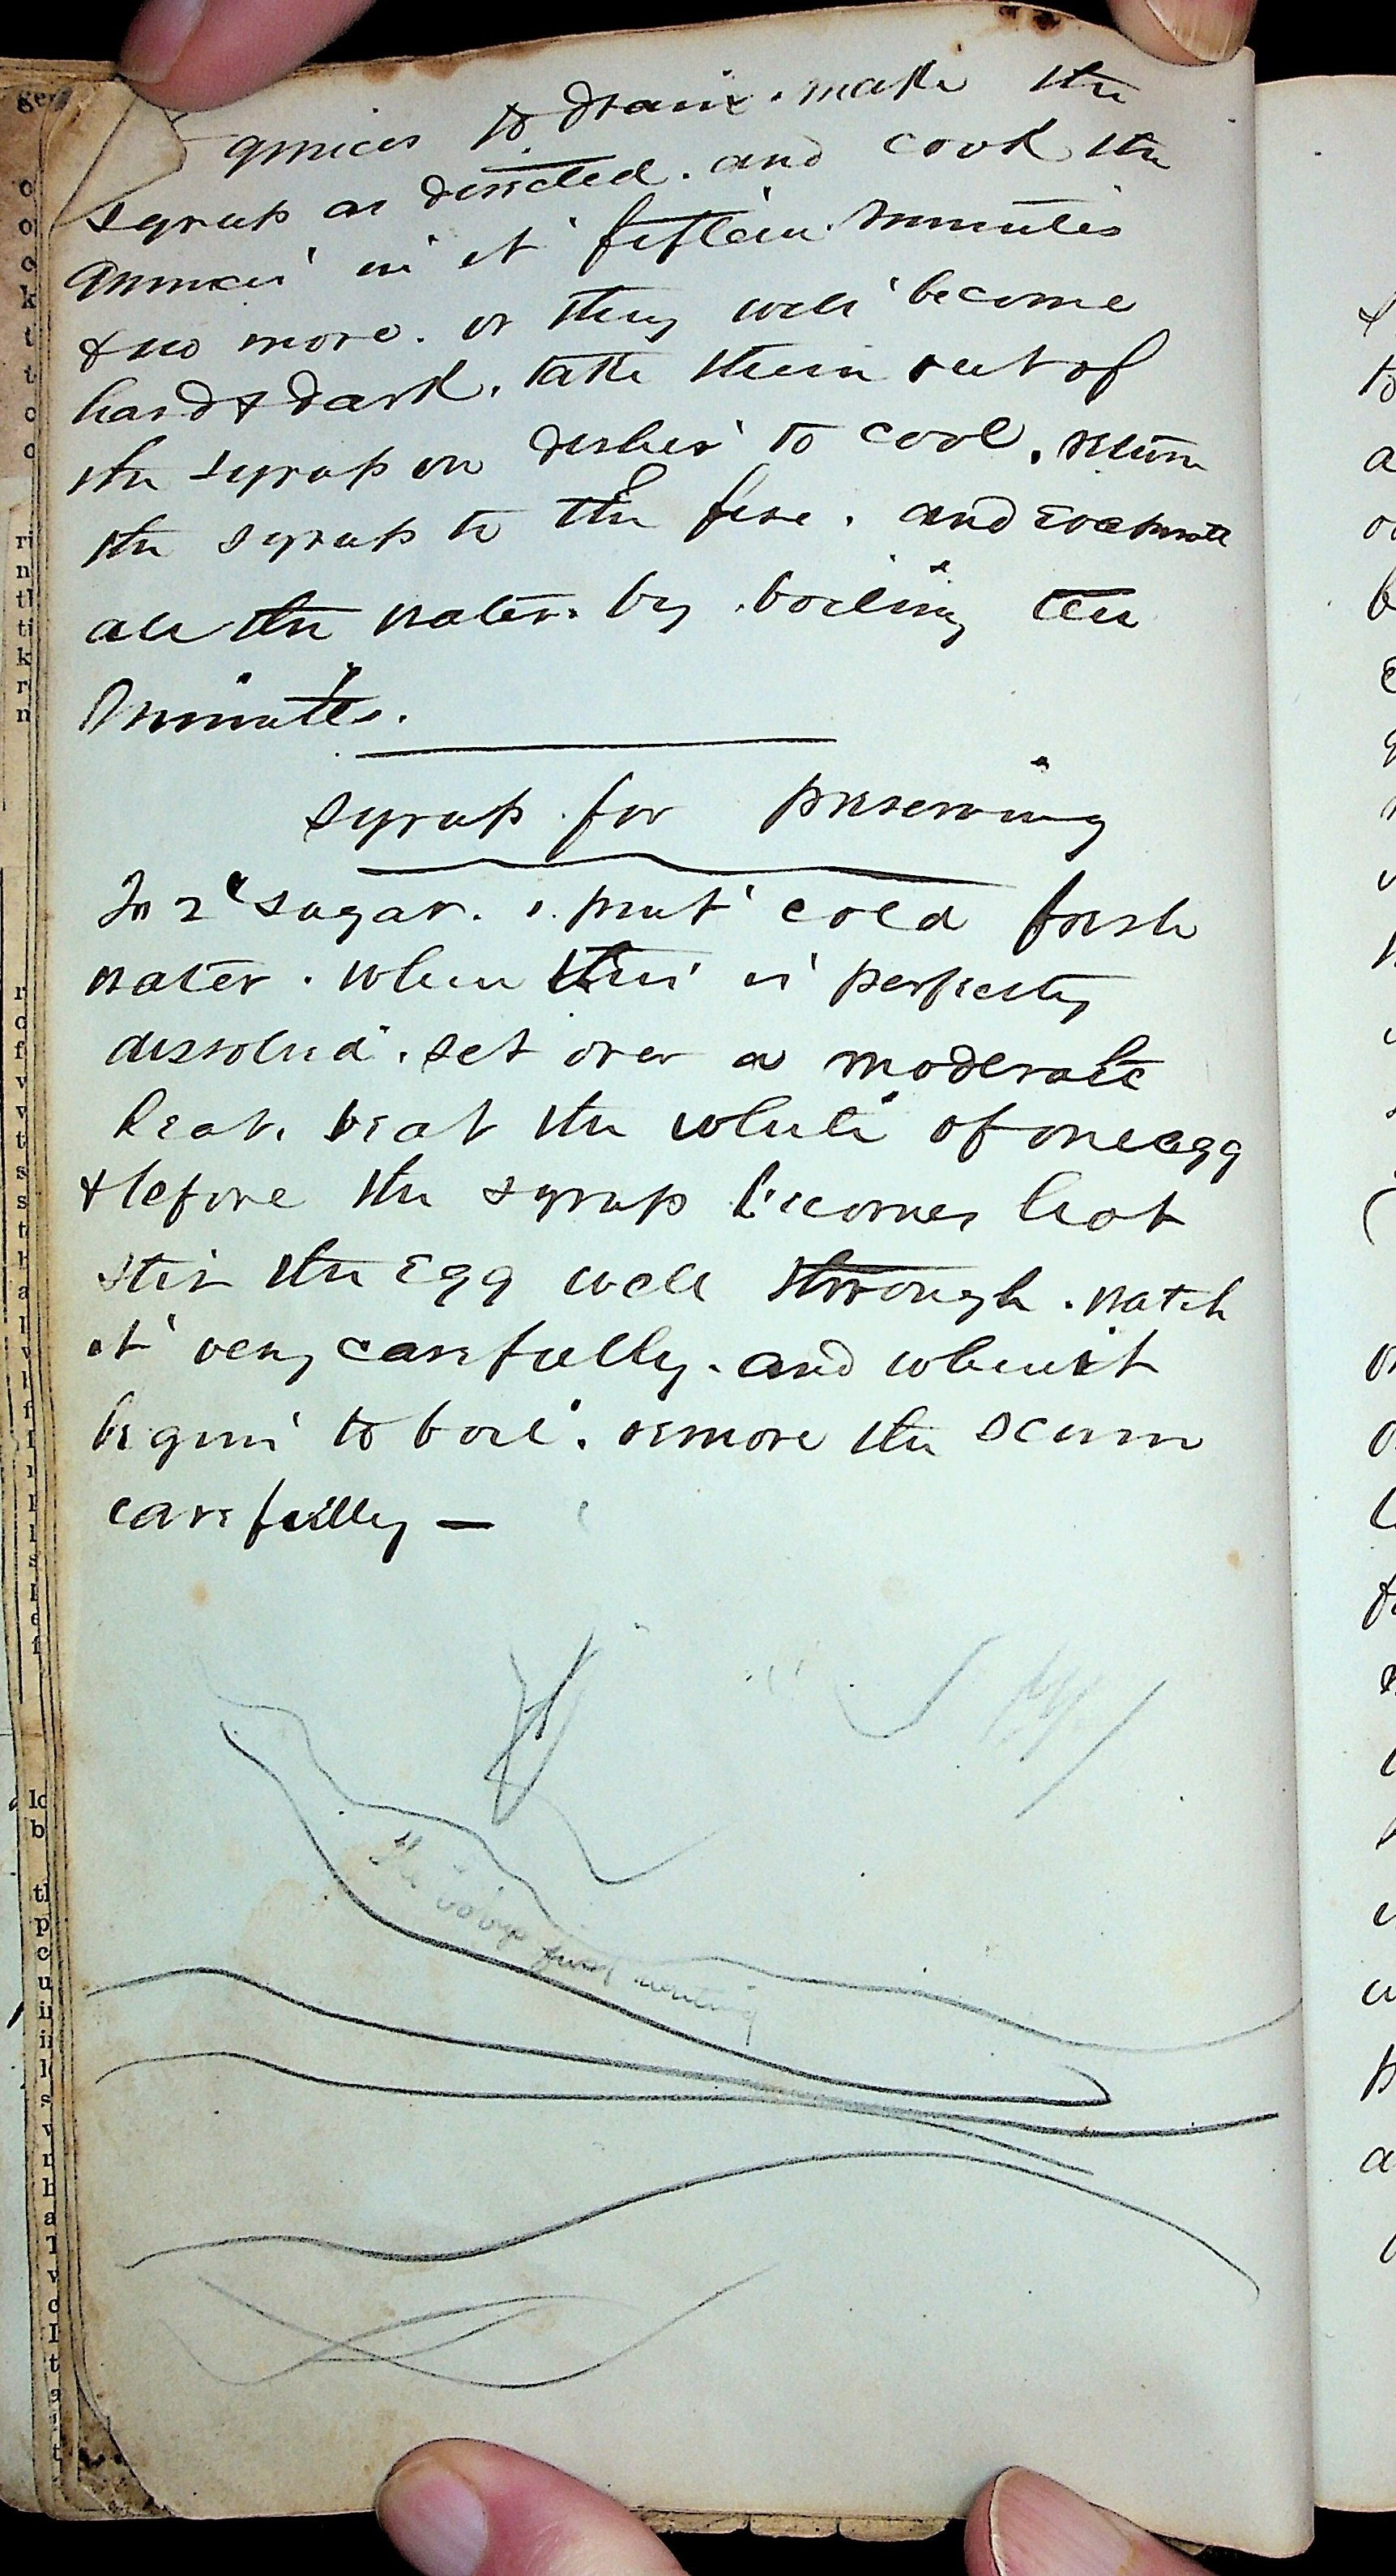 quinces to drain. make the
syrup as directed. and cook the
quinces in it fifteen minutes
& no more. or they will become
hard & dark. take them out of
the syrup on dishes to cool. return
the syrup to the fire. and evaporate
all the water. by boiling ten
minutes.
syrup for preserving
To 2 sugar. 1. pint cold fresh
water. when this is perfectly
dissolved. set over a moderate
heat. beat the white of one egg
& before the syrup becomes hot
stir the Egg well through. watch
it very carefully. and when it
begins to boil. remove the scum
carefully —
the baby's first writing